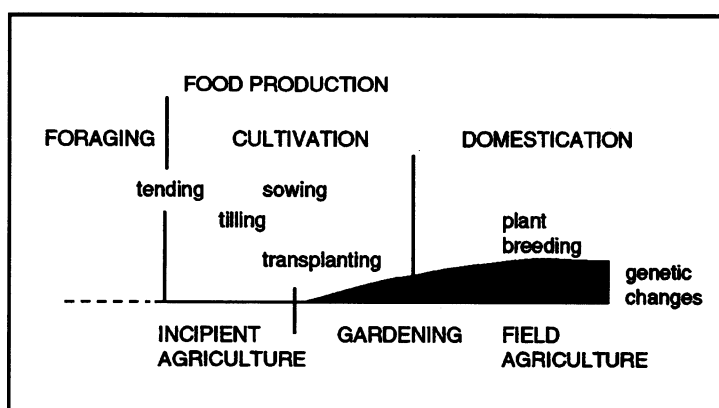 FOOD PRODUCTION
FORAGING CULTIVATION DOMESTICATION
tending sowing
tilling
plant
breeding
transplanting
genetic
changes
INCIPIENT
AGRICULTURE
GARDENING
FIELD
AGRICULTURE